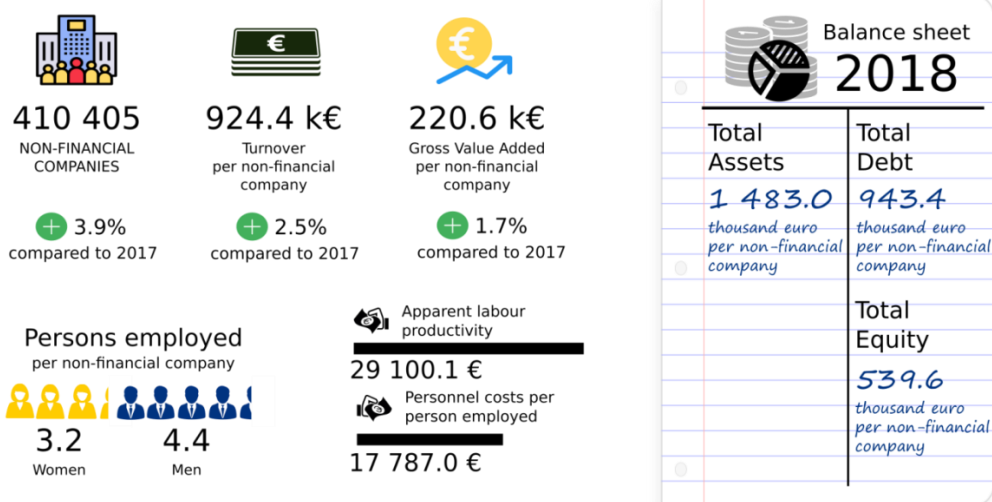 410 405
NON-FINANCIAL
COMPANIES
+ 3.9%
compared to 2017
€
924.4 k€
Turnover
per non-financial
company
+ 2.5%
compared to 2017
€
220.6 k€
Gross Value Added
per non-financial
company
+ 1.7%
compared to 2017
Persons employed
per non-financial company
3.2
Women
4.4
Men
Apparent labour
productivity
29 100.1 €
Personnel costs per
person employed
17 787.0 €
Balance sheet
2018
Total
Assets
1 483.0
thousand euro
per non-financial
company
Total
Debt
943.4
thousand euro
per non-financial
company
Total
Equity
539.6
thousand euro
per non-financial
company